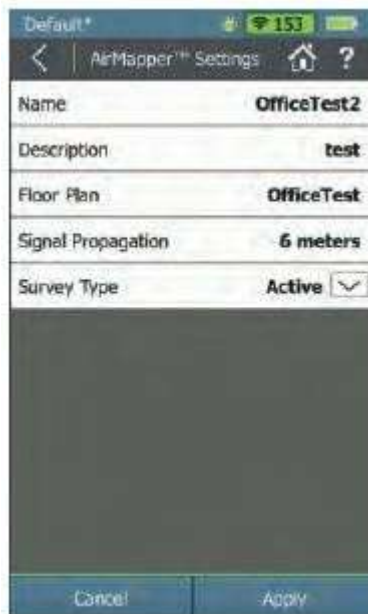 Default*
153
AirMapper™ Settings ?
Name OfficeTest2
Description test
Floor Plan OfficeTest
Signal Propagation 6 meters
Survey Type Active
Cancel Apply